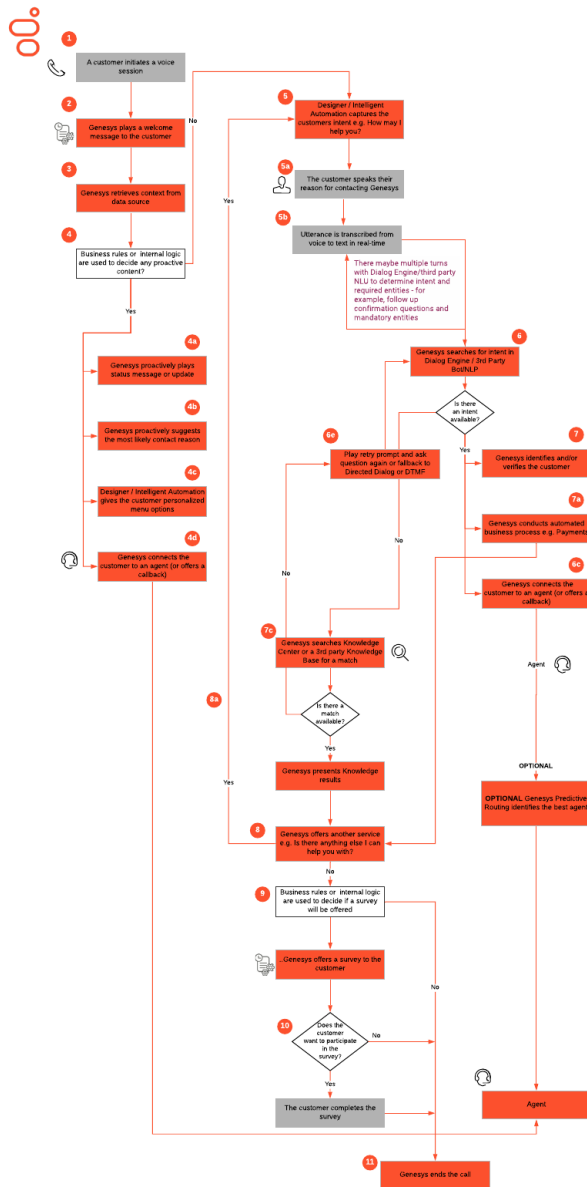 1
A customer initiates a voice
session
2
Genesys plays a welcome
message to the customer
3
Genesys retrieves context from
data source
4
Business rules or internal logic
are used to decide any proactive
content?
No
Yes
4a
Genesys proactively plays
status message or update
4b
Genesys proactively suggests
the most likely contact reason
4c
Designer / Intelligent Automation
gives the customer personalized
menu options
4d
Genesys connects the
customer to an agent (or offers a
callback)
5
Designer / Intelligent
Automation captures the
customers intent e.g. How may I
help you?
Yes
5a
The customer speaks their
reason for contacting Genesys
5b
Utterance is transcribed from
voice to text in real-time
There maybe multiple turns
with Dialog Engine/third party
NLU to determine intent and
required entities - for
example, follow up
confirmation questions and
mandatory entities
6
Genesys searches for intent in
Dialog Engine / 3rd Party
Bot/NLP
Is there
an intent
available?
6e
Play retry prompt and ask
question again or fallback to
Directed Dialog or DTMF
Yes
7
Genesys identifies and/or
verifies the customer
7a
Genesys conducts automated
business process e.g. Payments
6c
Genesys connects the
customer to an agent (or offers a
callback)
No
No
7c
Genesys searches Knowledge
Center or a 3rd party Knowledge
Base for a match
Agent
8a
Is there a
match
available?
Yes
Yes
Genesys presents Knowledge
results
OPTIONAL
OPTIONAL Genesys Predictive
Routing identifies the best agent
8
Genesys offers another service
e.g. Is there anything else I can
help you with?
No
9
Business rules or internal logic
are used to decide if a survey
will be offered
..Genesys offers a survey to the
customer
No
10
Does the
customer
want to participate
in the
survey?
No
Yes
The customer completes the
survey
Agent
11
Genesys ends the call